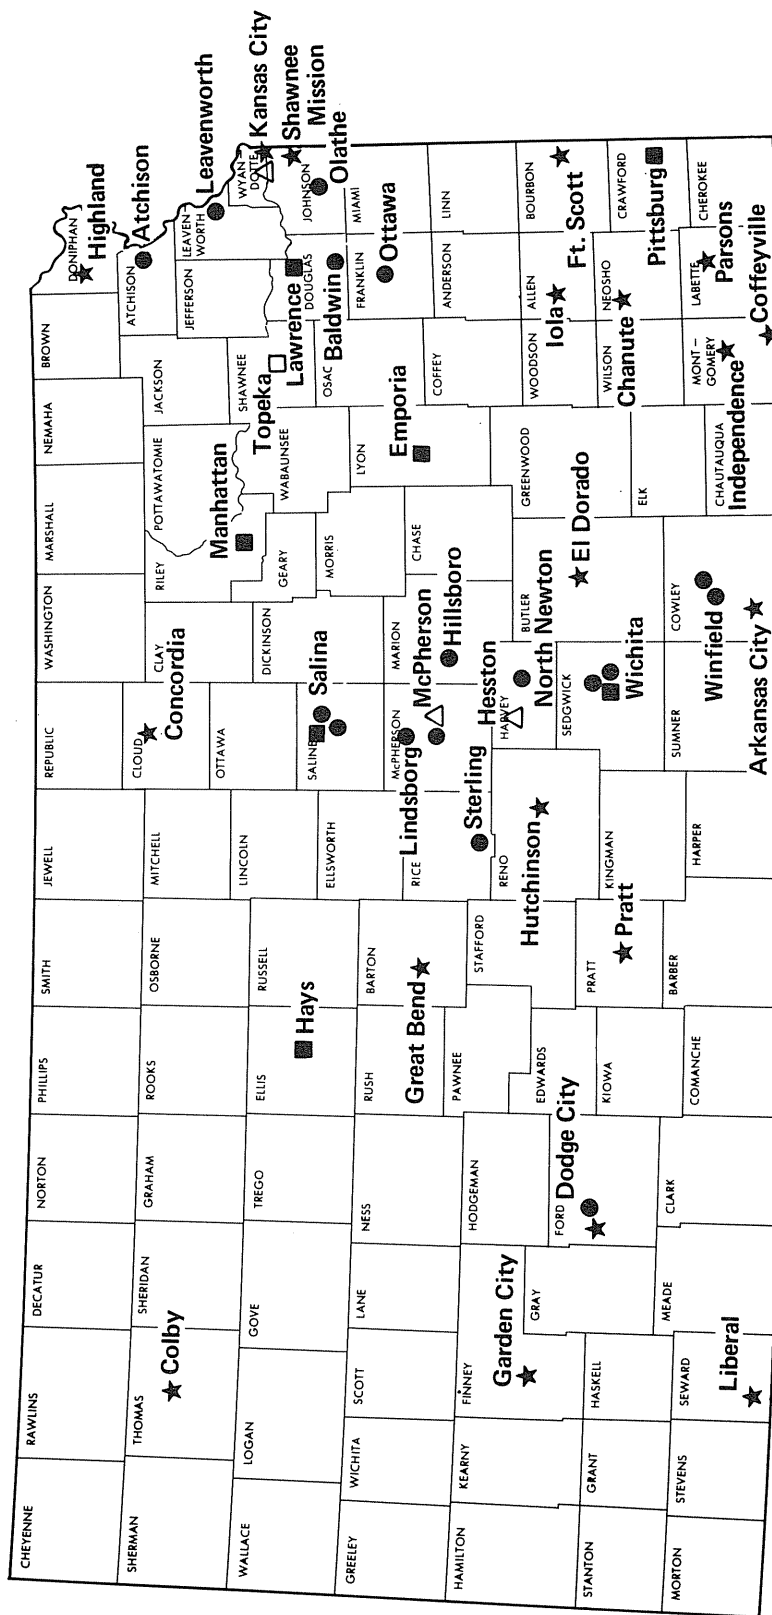 CHEYENNE
RAWLINS
DECATUR
NORTON
PHILLIPS
SMITH
JEWELL
REPUBLIC
WASHINGTON
MARSHALL
NEMAHA
BROWN
DONIPHAN
Highland
SHERMAN
THOMAS
Colby
SHERIDAN
GRAHAM
ROOKS
OSBORNE
MITCHELL
CLOUD
Concordia
CLAY
RILEY
POTTAWATOMIE
Manhattan
JACKSON
ATCHISON
Atchison
JEFFERSON
LEAVEN
WORTH
Leavenworth
WYAN
DOTTE
Kansas City
WALLACE
LOGAN
GOVE
TREGO
ELLIS
Hays
RUSSELL
LINCOLN
OTTAWA
DICKINSON
GEARY
WABAUNSEE
SHAWNEE
Topeka
DOUGLAS
Lawrence
JOHNSON
Shawnee
Mission
Olathe
GREELEY
WICHITA
SCOTT
LANE
NESS
RUSH
BARTON
Great Bend
ELLSWORTH
SALINE
Salina
MORRIS
OSAC
Baldwin
FRANKLIN
Ottawa
MIAMI
HAMILTON
KEARNY
FINNEY
Garden City
HODGEMAN
PAWNEE
STAFFORD
RICE
Sterling
McPHERSON
Lindsborg
McPherson
MARION
Hillsboro
CHASE
LYON
Emporia
COFFEY
ANDERSON
LINN
GRAY
FORD
Dodge City
EDWARDS
RENO
Hutchinson
HARVEY
Hesston
North Newton
BUTLER
El Dorado
GREENWOOD
WOODSON
ALLEN
Iola
BOURBON
Ft. Scott
STANTON
GRANT
HASKELL
KIOWA
PRATT
Pratt
KINGMAN
SEDGWICK
Wichita
ELK
WILSON
NEOSHO
Chanute
CRAWFORD
Pittsburg
MORTON
STEVENS
SEWARD
Liberal
MEADE
CLARK
COMANCHE
BARBER
HARPER
SUMNER
Arkansas City
COWLEY
Winfield
CHAUTAUQUA
MONT-
GOMERY
Independence
Coffeyville
LABETTE
Parsons
CHEROKEE